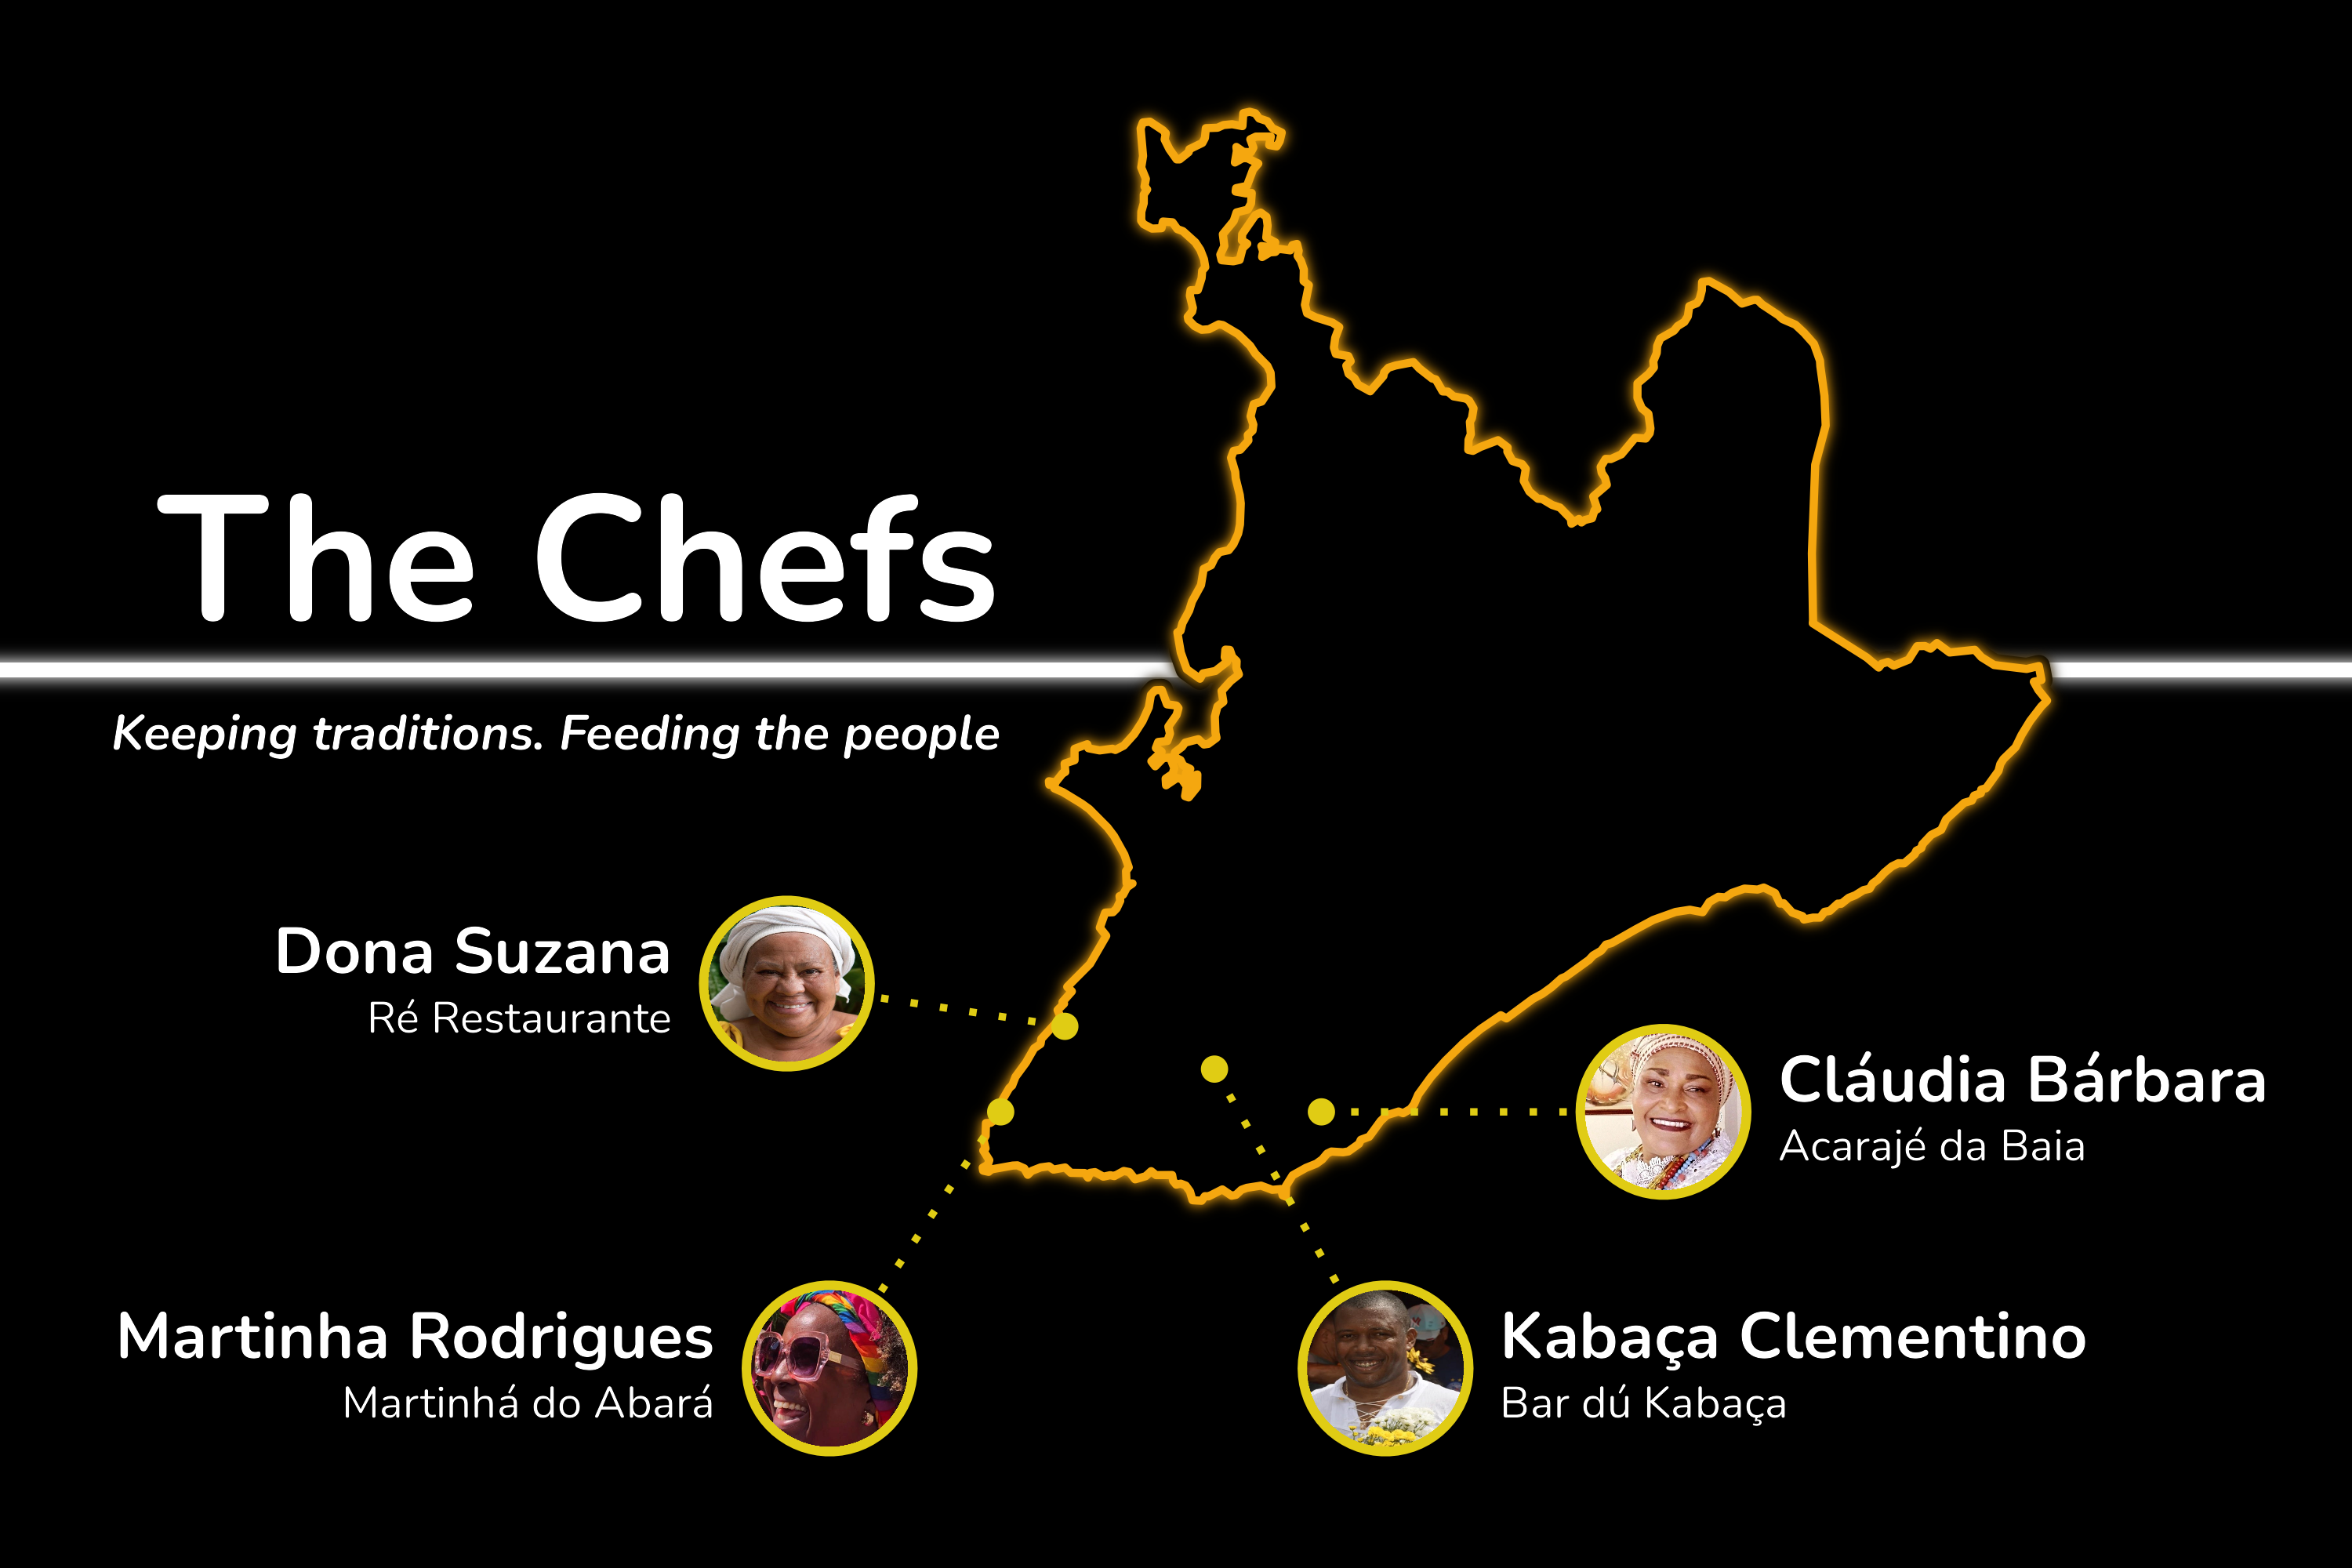 The Chefs
Keeping traditions. Feeding the people
Dona Suzana
Ré Restaurante
Cláudia Bárbara
Acarajé da Baia
Martinha Rodrigues
Martinhá do Abará
Kabaça Clementino
Bar dú Kabaça